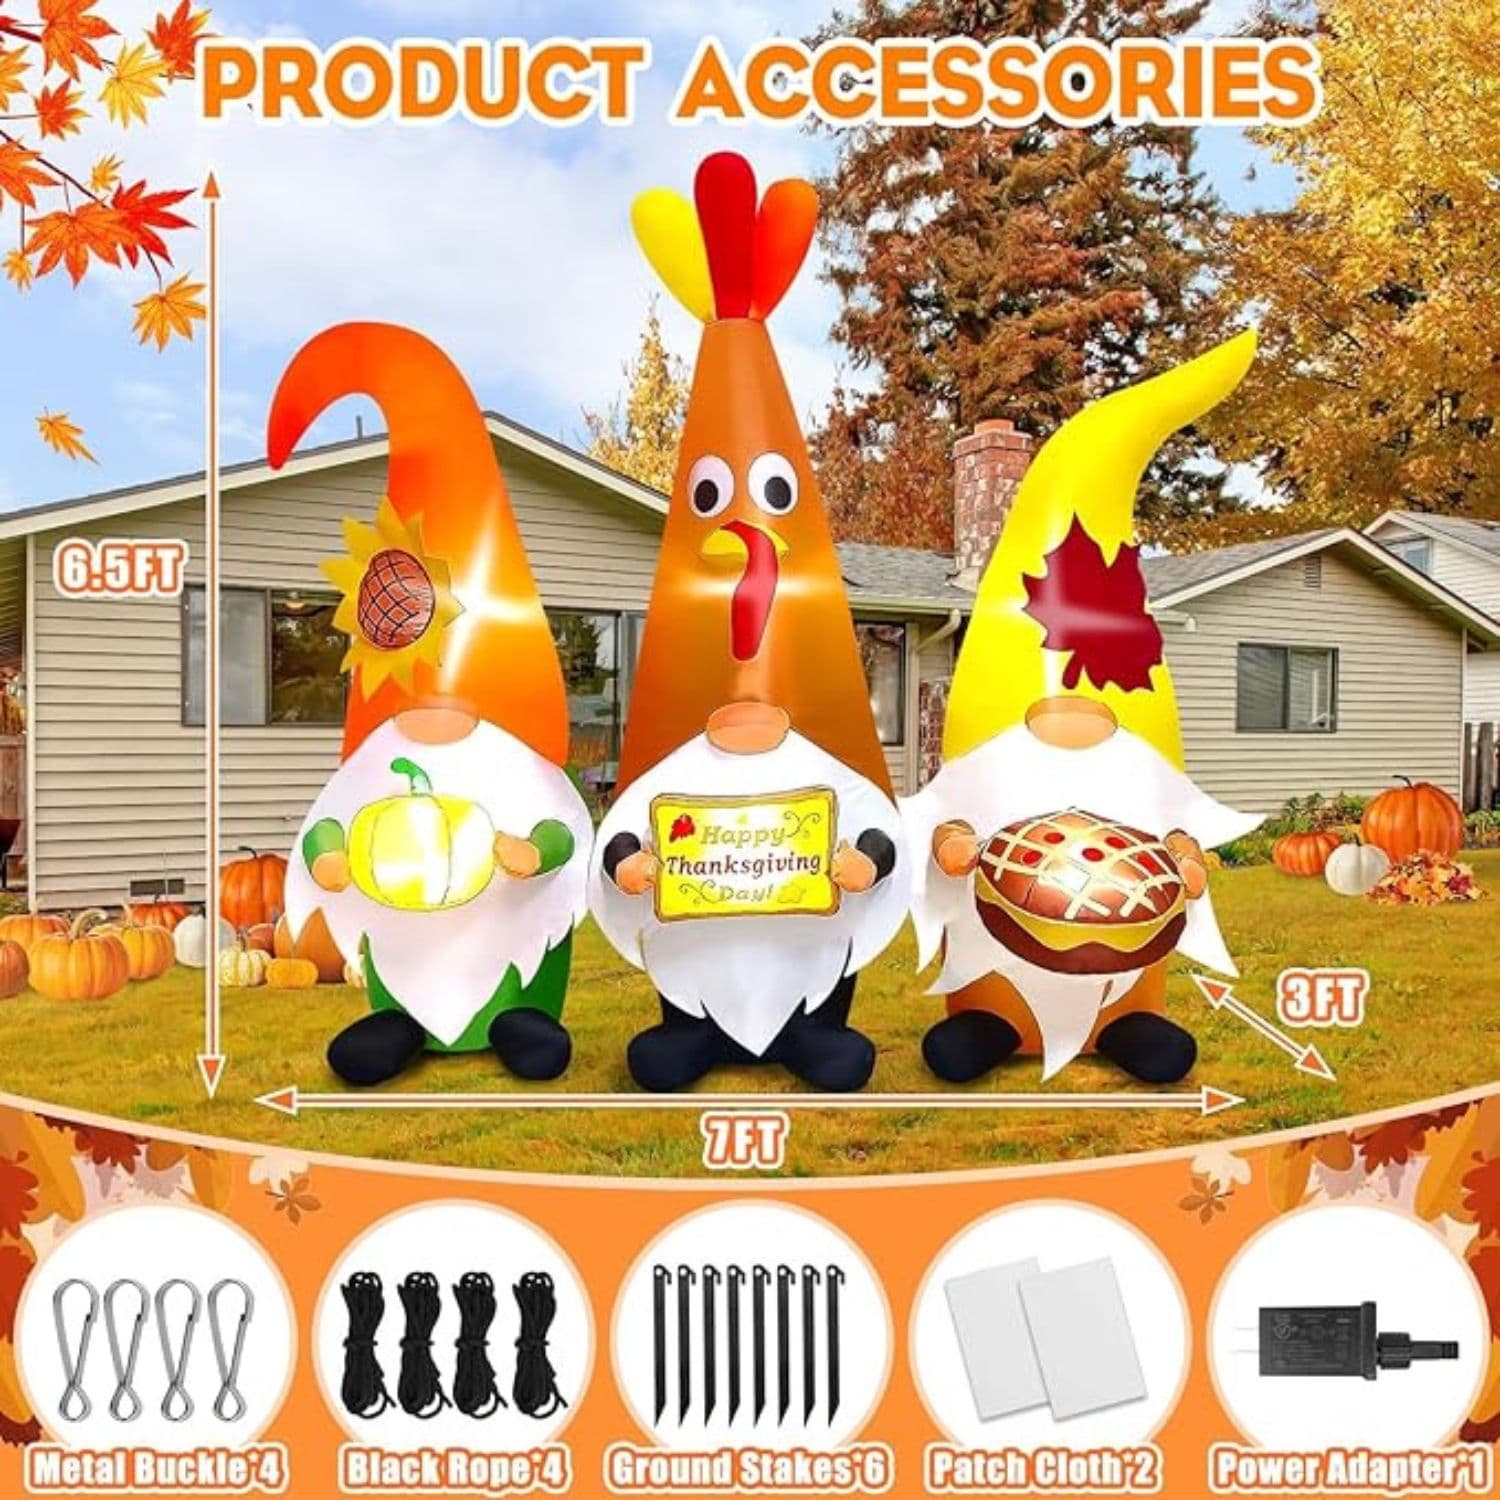 PRODUCT ACCESSORIES
6.5FT
Happy
Thanksgiving
Day!
3FT
7FT
Metal Buckle*4
Black Rope*4
Ground Stakes*6
Patch Cloth*2
Power Adapter*1